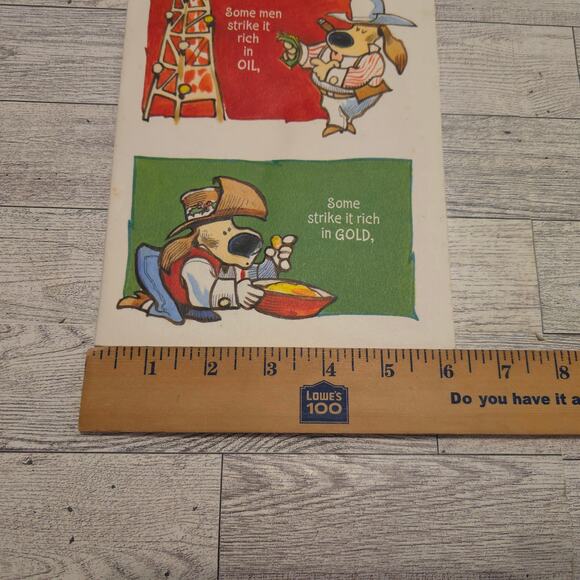 Some men
strike it
rich
in
OIL,
Some
strike it rich
in GOLD,
1 2 3 4 5 6 7 8
LOWE'S
100
Do you have it a